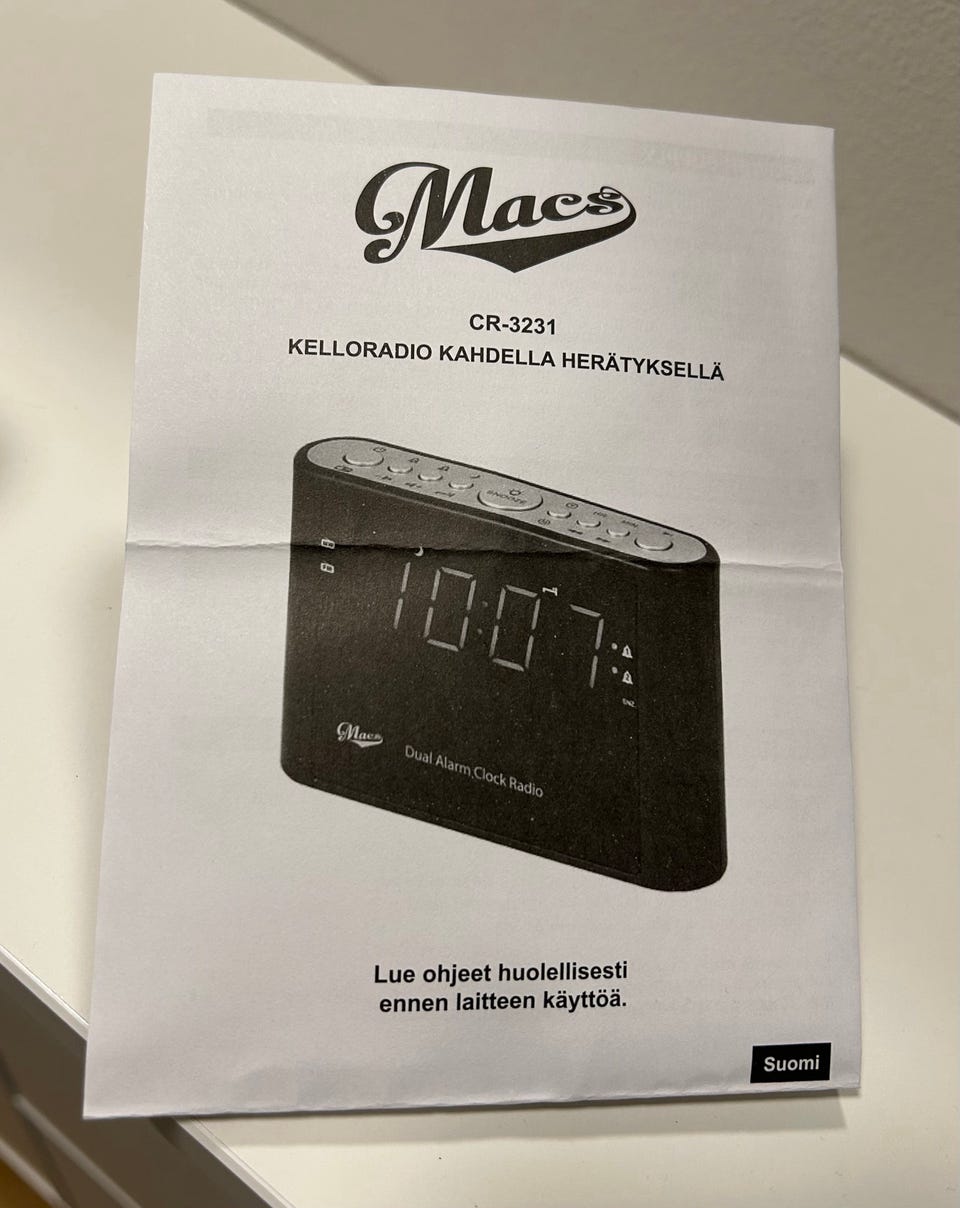 Macs
CR-3231
KELLORADIO KAHDELLA HERÄTYKSELLÄ
SNOOZE
10:07
Macs
Dual Alarm Clock Radio
Lue ohjeet huolellisesti
ennen laitteen käyttöä.
Suomi